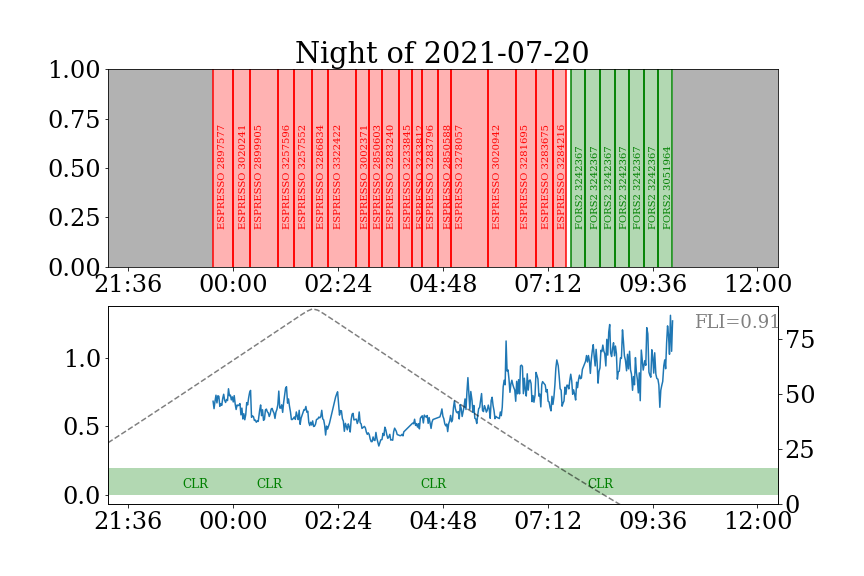 Night of 2021-07-20
1.00
0.75
0.50
0.25
0.00
ESPRESSO 2897577
ESPRESSO 3020241
ESPRESSO 2899905
ESPRESSO 3257596
ESPRESSO 3257552
ESPRESSO 3286834
ESPRESSO 3322422
ESPRESSO 3002371
ESPRESSO 2850603
ESPRESSO 3283240
ESPRESSO 3233845
ESPRESSO 3233812
ESPRESSO 3283796
ESPRESSO 2850588
ESPRESSO 3278057
ESPRESSO 3020942
ESPRESSO 3281695
ESPRESSO 3283675
ESPRESSO 3284216
FORS2 3242367
FORS2 3242367
FORS2 3242367
FORS2 3242367
FORS2 3242367
FORS2 3242367
FORS2 3051964
21:36 00:00 02:24 04:48 07:12 09:36 12:00
FLI=0.91
1.0
0.5
0.0
75
50
25
0
CLR CLR CLR CLR
21:36 00:00 02:24 04:48 07:12 09:36 12:00